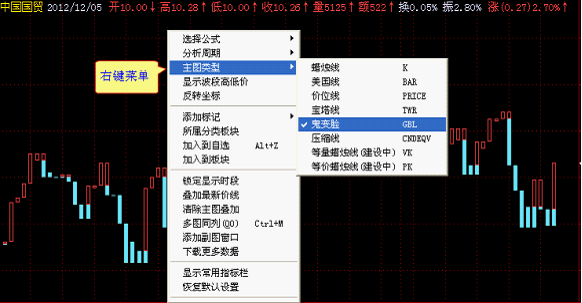 中国国贸 2012/12/05 开10.00↓ 高10.28↑ 低10.00↑ 收10.26↑ 量5125↑ 额522↑ 换0.05% 振2.80% 涨(0.27)2.70%↑
右键菜单
选择公式
分析周期
主图类型
显示波段高低价
反转坐标
添加标记
所属分类板块
加入到自选 Alt+Z
加入到板块
锁定显示时段
叠加最新价线
清除主图叠加
多图同列(QO) Ctrl+M
添加副图窗口
下载更多数据
显示常用指标栏
恢复默认设置
蜡烛线 K
美国线 BAR
价位线 PRICE
宝塔线 TWR
鬼变脸 GBL
压缩线 CNDEQV
等量蜡烛线(建设中) VK
等价蜡烛线(建设中) PK